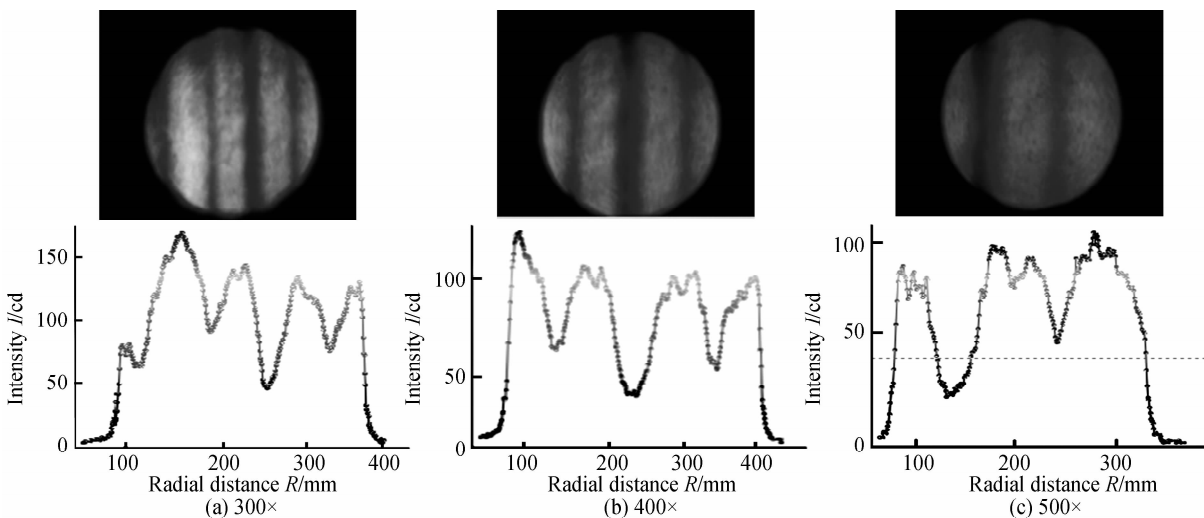 150
100
50
0
Intensity I/cd
100 200 300 400
Radial distance R/mm
(a) 300×
100
50
0
Intensity I/cd
100 200 300 400
Radial distance R/mm
(b) 400×
100
50
0
Intensity I/cd
100 200 300
Radial distance R/mm
(c) 500×